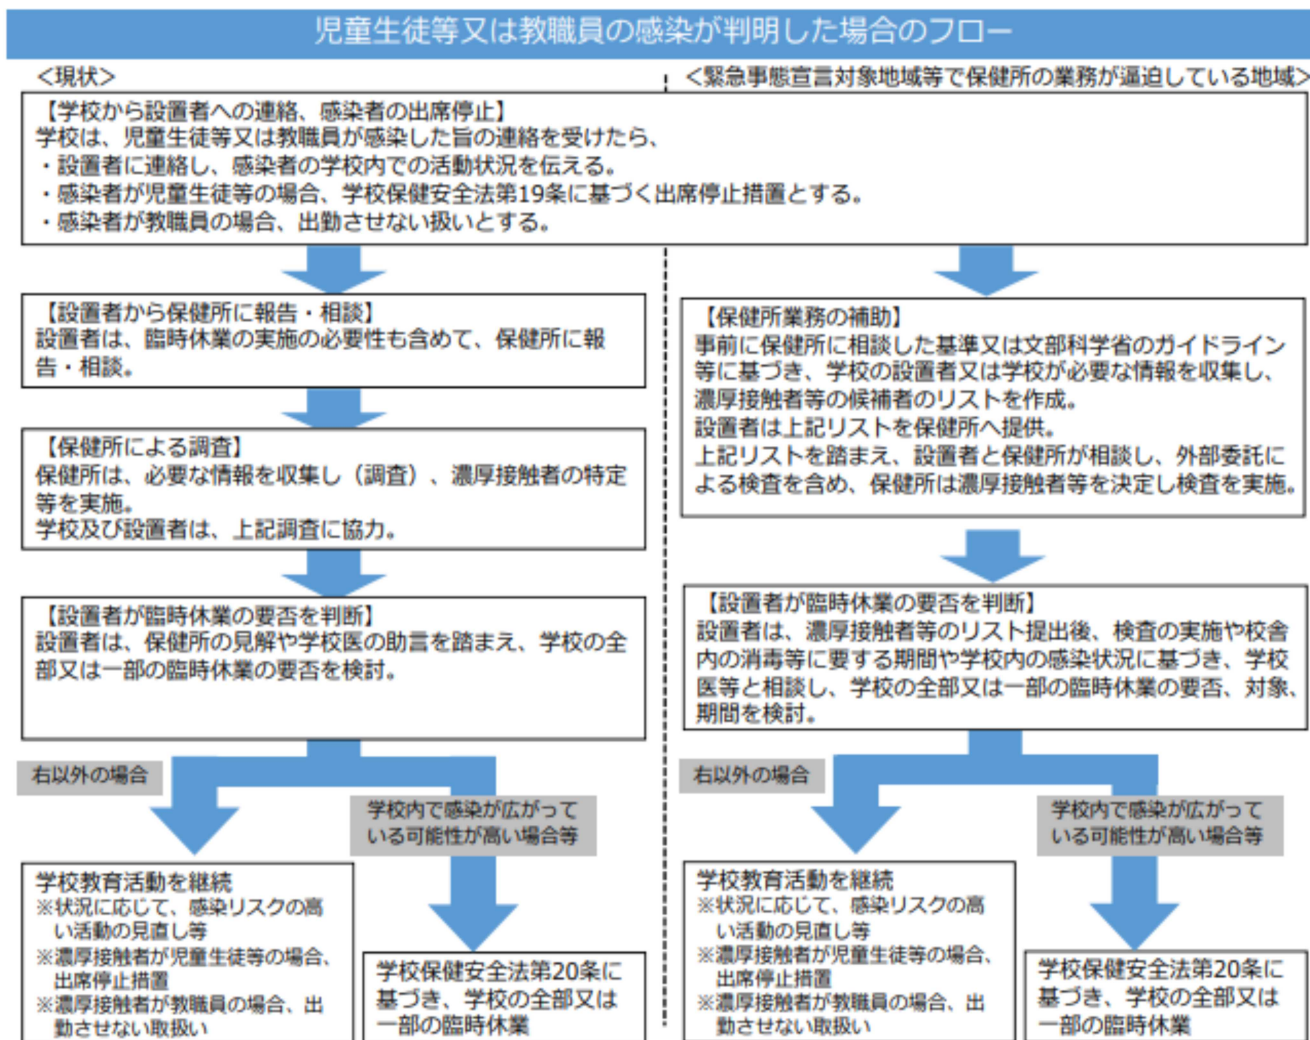 児童生徒等又は教職員の感染が判明した場合のフロー
＜現状＞
＜緊急事態宣言対象地域等で保健所の業務が逼迫している地域＞
【学校から設置者への連絡、感染者の出席停止】
学校は、児童生徒等又は教職員が感染した旨の連絡を受けたら、
・設置者に連絡し、感染者の学校内での活動状況を伝える。
・感染者が児童生徒等の場合、学校保健安全法第19条に基づく出席停止措置とする。
・感染者が教職員の場合、出勤させない扱いとする。
【設置者から保健所に報告・相談】
設置者は、臨時休業の実施の必要性も含めて、保健所に報
告・相談。
【保健所による調査】
保健所は、必要な情報を収集し（調査）、濃厚接触者の特定
等を実施。
学校及び設置者は、上記調査に協力。
【設置者が臨時休業の要否を判断】
設置者は、保健所の見解や学校医の助言を踏まえ、学校の全
部又は一部の臨時休業の要否を検討。
右以外の場合
学校内で感染が広がって
いる可能性が高い場合等
学校教育活動を継続
※状況に応じて、感染リスクの高
い活動の見直し等
※濃厚接触者が児童生徒等の場合、
出席停止措置
※濃厚接触者が教職員の場合、出
勤させない取扱い
学校保健安全法第20条に
基づき、学校の全部又は
一部の臨時休業
【保健所業務の補助】
事前に保健所に相談した基準又は文部科学省のガイドライン
等に基づき、学校の設置者又は学校が必要な情報を収集し、
濃厚接触者等の候補者のリストを作成。
設置者は上記リストを保健所へ提供。
上記リストを踏まえ、設置者と保健所が相談し、外部委託に
よる検査を含め、保健所は濃厚接触者等を決定し検査を実施。
【設置者が臨時休業の要否を判断】
設置者は、濃厚接触者等のリスト提出後、検査の実施や校舎
内の消毒等に要する期間や学校内の感染状況に基づき、学校
医等と相談し、学校の全部又は一部の臨時休業の要否、対象、
期間を検討。
右以外の場合
学校内で感染が広がって
いる可能性が高い場合等
学校教育活動を継続
※状況に応じて、感染リスクの高
い活動の見直し等
※濃厚接触者が児童生徒等の場合、
出席停止措置
※濃厚接触者が教職員の場合、出
勤させない取扱い
学校保健安全法第20条に
基づき、学校の全部又は
一部の臨時休業